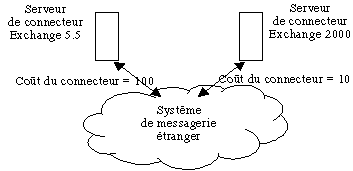 Serveur
de connecteur
Exchange 5.5
Serveur
de connecteur
Exchange 2000
Coût du connecteur = 100
Coût du connecteur = 10
Système
de messagerie
étranger